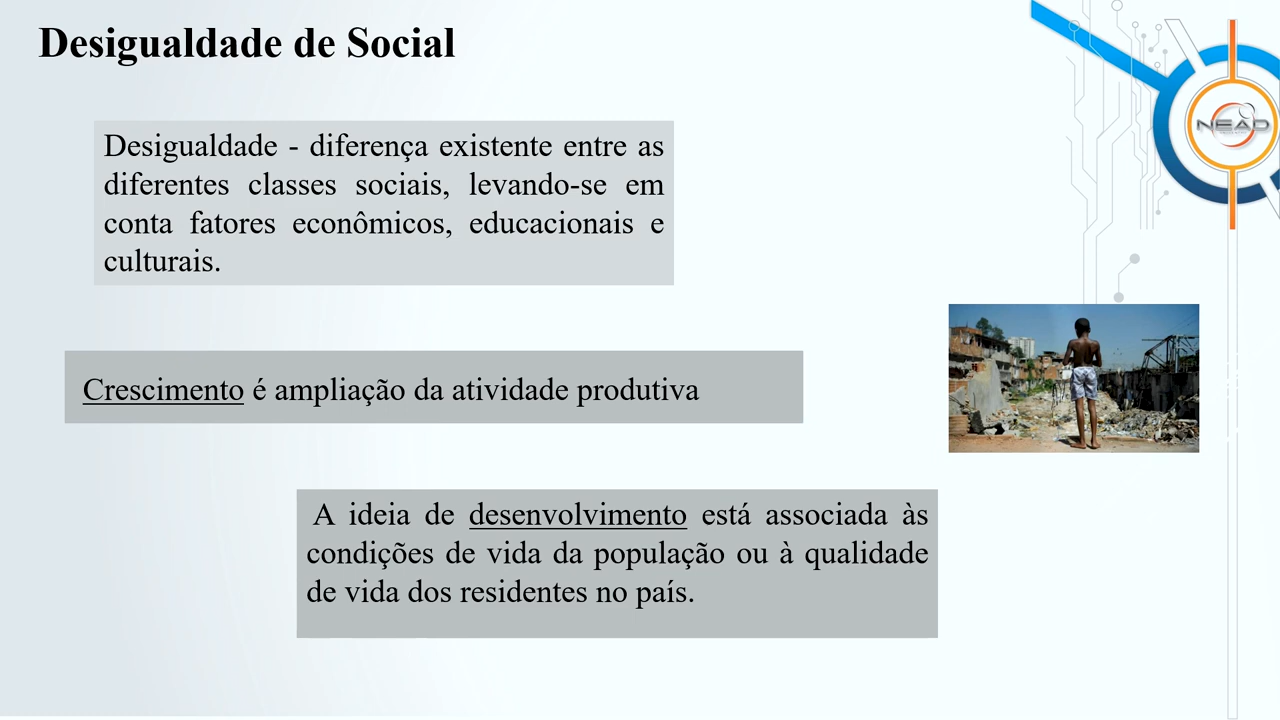 Desigualdade de Social
NEAD
Desigualdade - diferença existente entre as
diferentes classes sociais, levando-se em
conta fatores econômicos, educacionais e
culturais.
Crescimento é ampliação da atividade produtiva
A ideia de desenvolvimento está associada às
condições de vida da população ou à qualidade
de vida dos residentes no país.